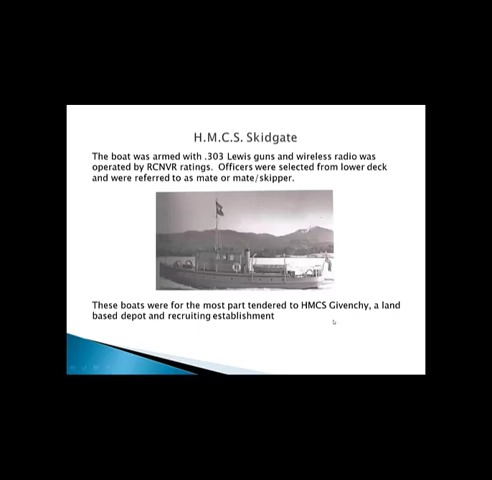 H.M.C.S. Skidgate
The boat was armed with .303 Lewis guns and wireless radio was
operated by RCNVR ratings. Officers were selected from lower deck
and were referred to as mate or mate/skipper.
These boats were for the most part tendered to HMCS Givenchy, a land
based depot and recruiting establishment